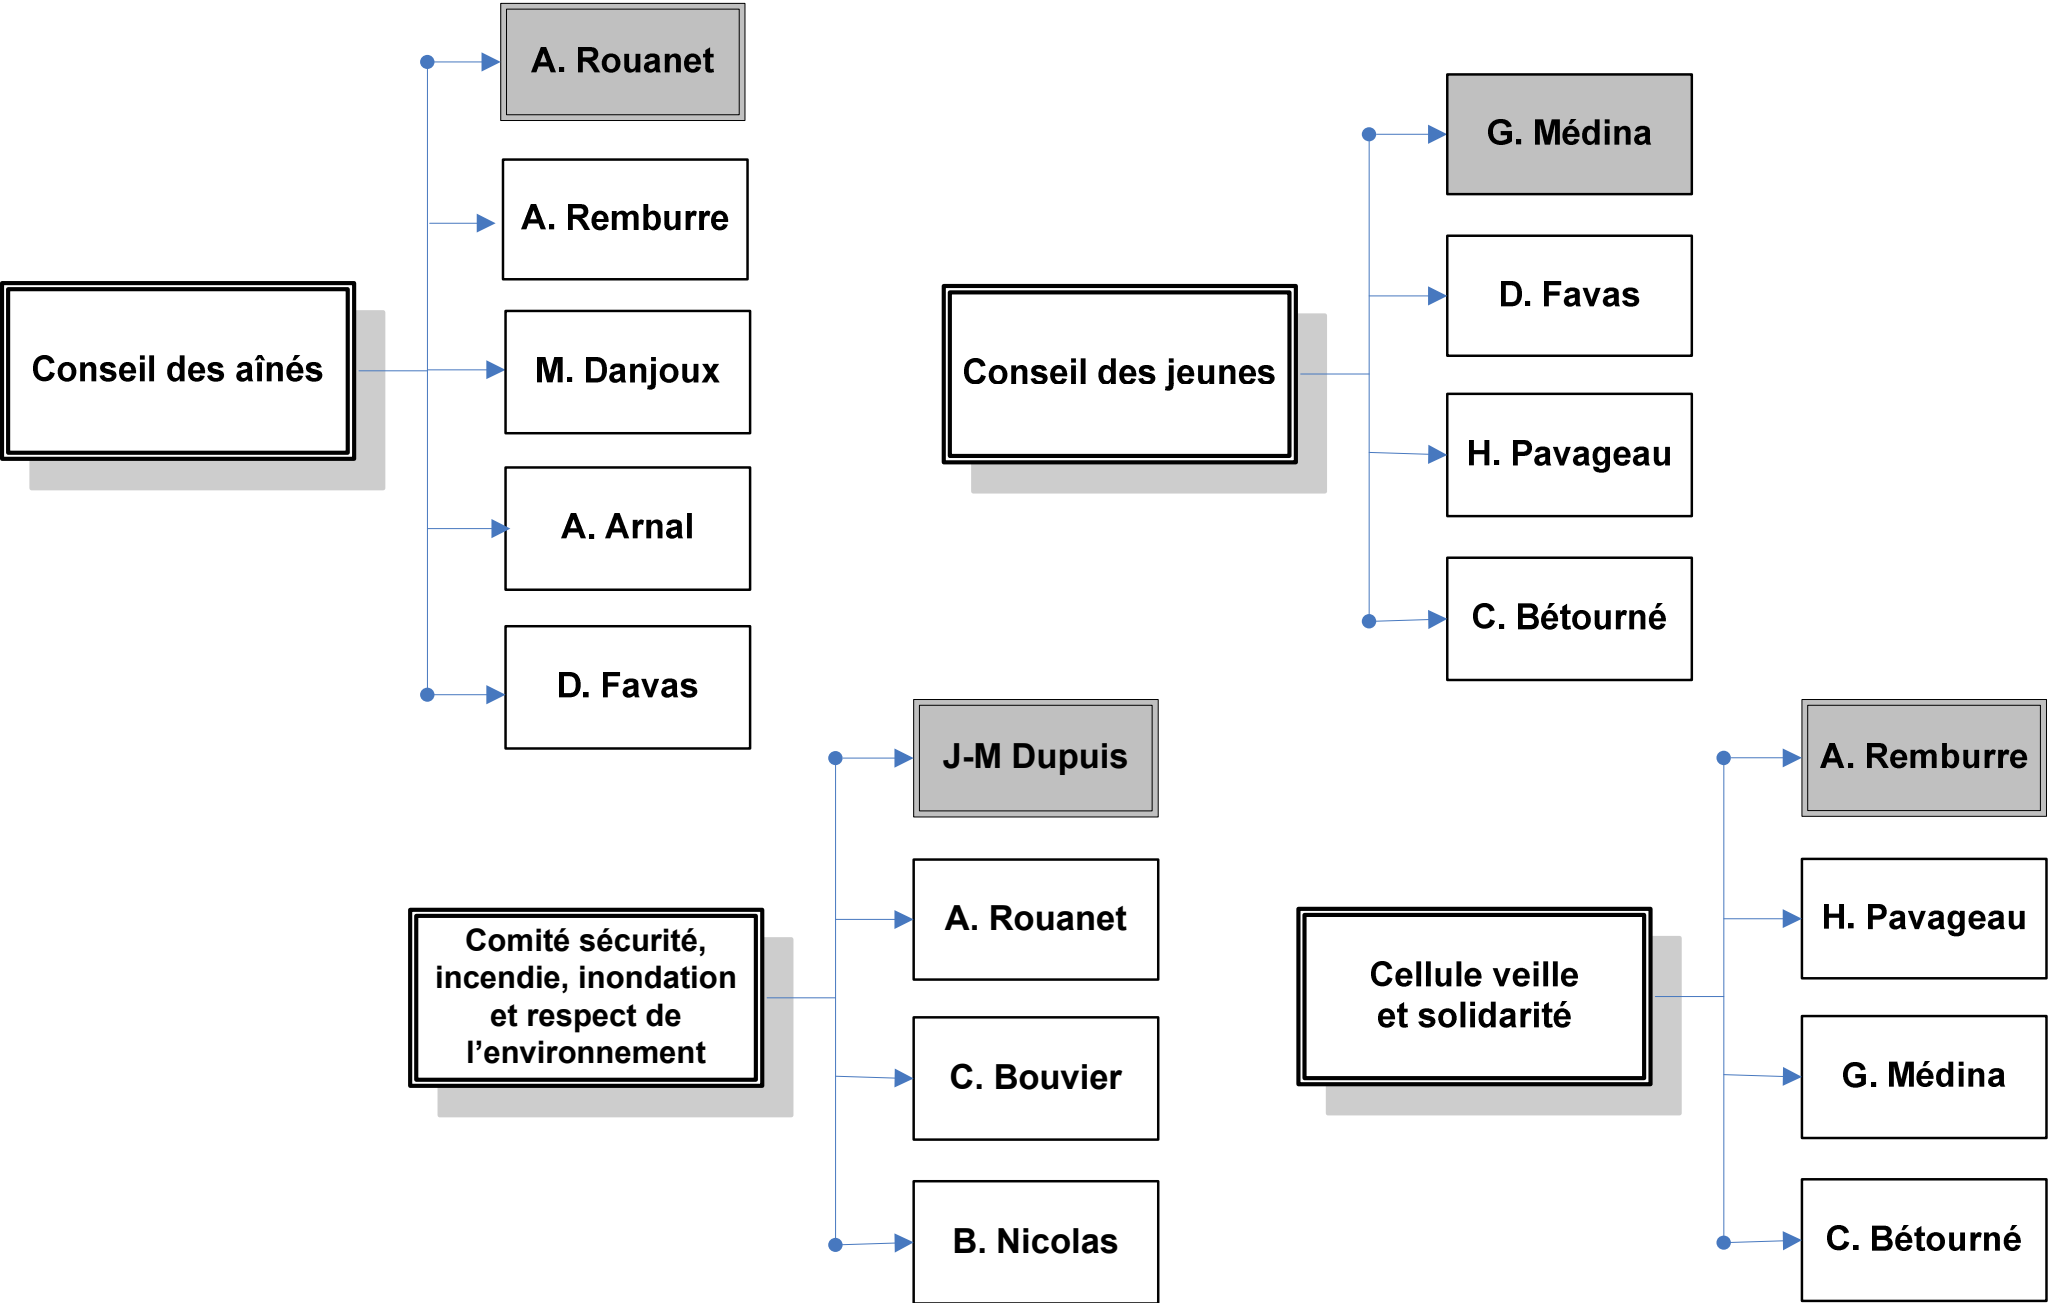 Conseil des aînés
A. Rouanet
A. Remburre
M. Danjoux
A. Arnal
D. Favas
Conseil des jeunes
G. Médina
D. Favas
H. Pavageau
C. Bétourné
Comité sécurité,
incendie, inondation
et respect de
l’environnement
J-M Dupuis
A. Rouanet
C. Bouvier
B. Nicolas
Cellule veille
et solidarité
A. Remburre
H. Pavageau
G. Médina
C. Bétourné